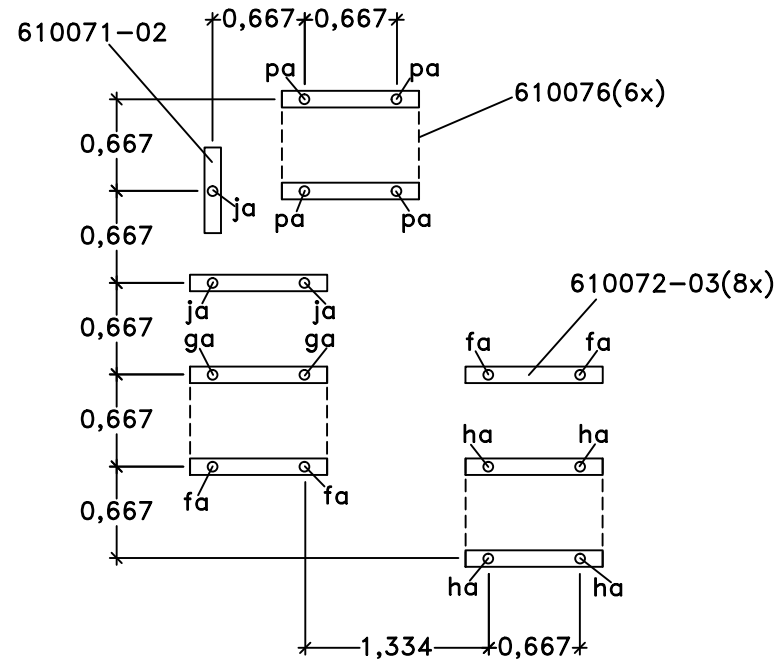 0,667 0,667
610071-02
pa pa
610076(6x)
0,667
ja
pa pa
0,667
610072-03(8x)
ja ja
0,667
ga ga
fa fa
0,667
ha ha
fa fa
0,667
ha ha
1,334 0,667